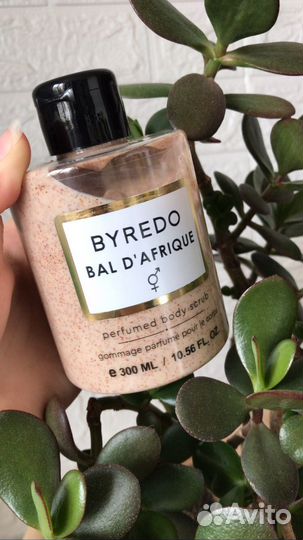 BYREDO
BAL D'AFRIQUE
⚥
perfumed body scrub
gommage parfumé pour le corps
e 300 ML / 10.56 FL. OZ
Avito